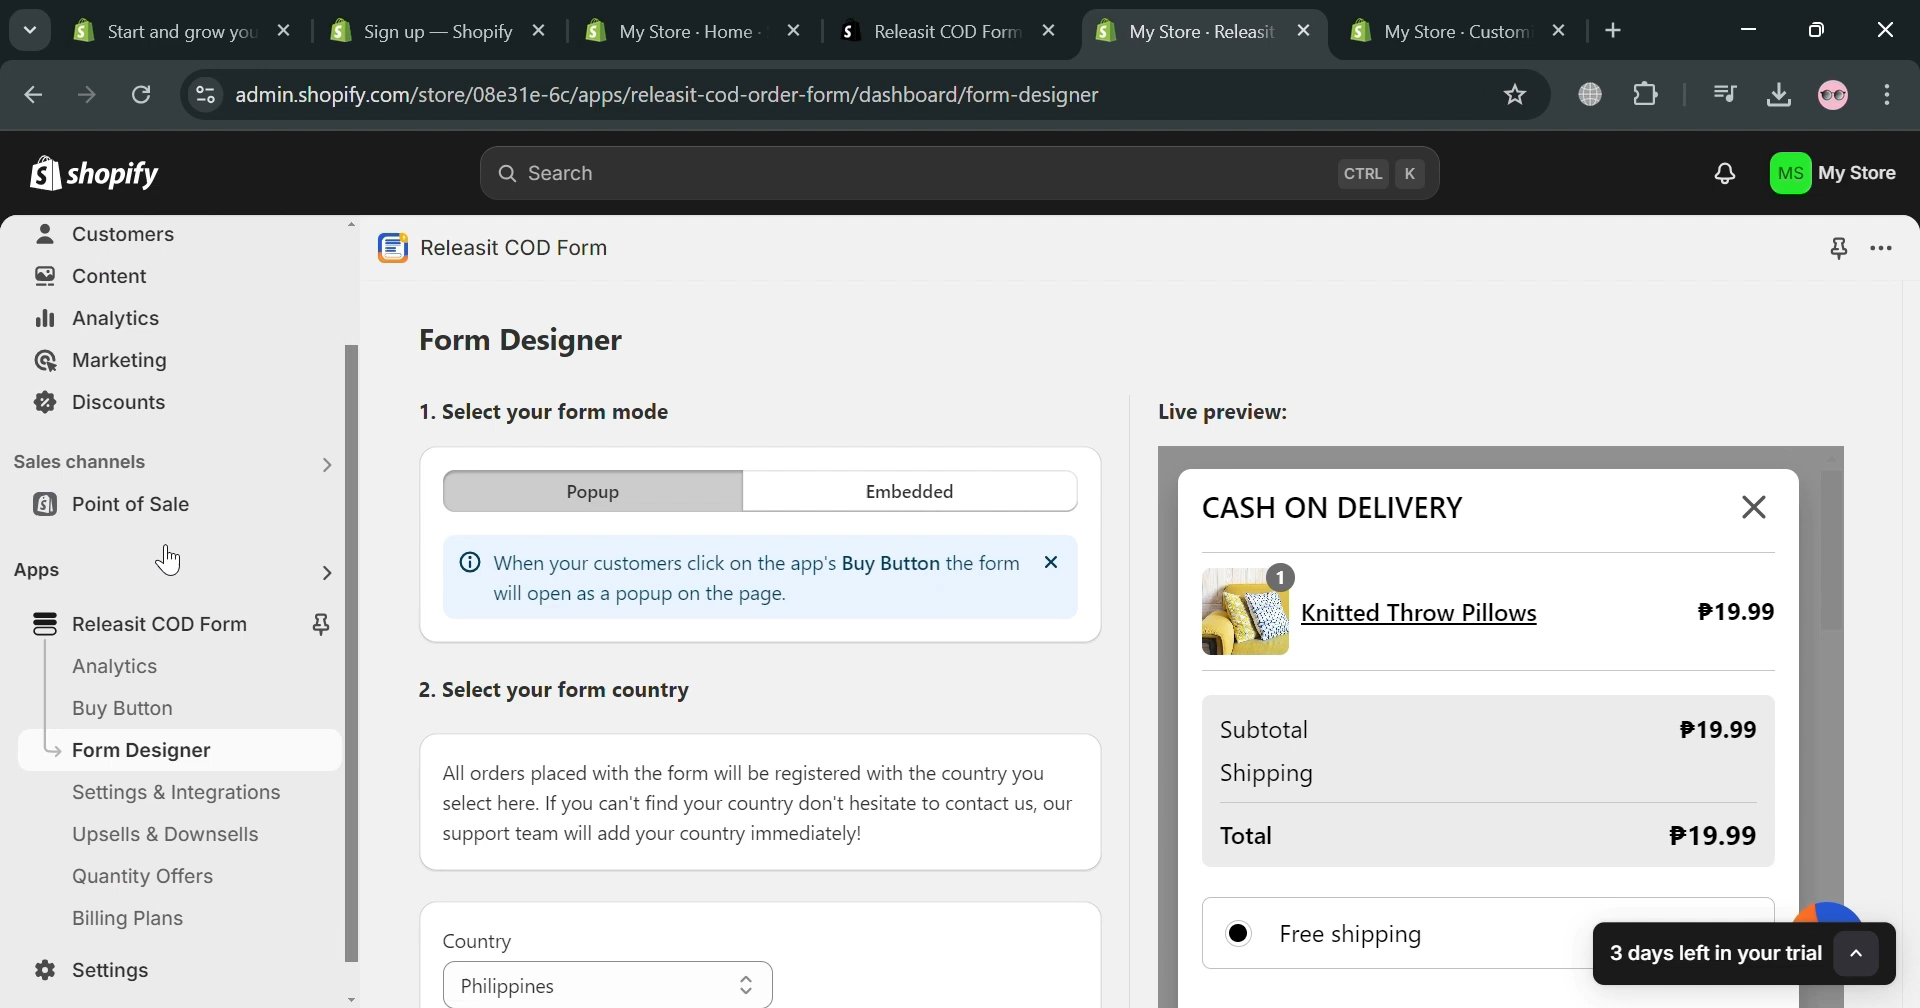 Start and grow you
Sign up — Shopify
My Store · Home ·
Releasit COD Form
My Store · Releasit
My Store · Custom
admin.shopify.com/store/08e31e-6c/apps/releasit-cod-order-form/dashboard/form-designer
shopify
Search
CTRL K
MS My Store
Customers
Content
Analytics
Marketing
Discounts
Sales channels
Point of Sale
Apps
Releasit COD Form
Analytics
Buy Button
Form Designer
Settings & Integrations
Upsells & Downsells
Quantity Offers
Billing Plans
Settings
Releasit COD Form
Form Designer
1. Select your form mode
Popup
Embedded
When your customers click on the app's Buy Button the form
will open as a popup on the page.
2. Select your form country
All orders placed with the form will be registered with the country you
select here. If you can't find your country don't hesitate to contact us, our
support team will add your country immediately!
Country
Philippines
Live preview:
CASH ON DELIVERY
1
Knitted Throw Pillows ₱19.99
Subtotal ₱19.99
Shipping
Total ₱19.99
Free shipping
3 days left in your trial